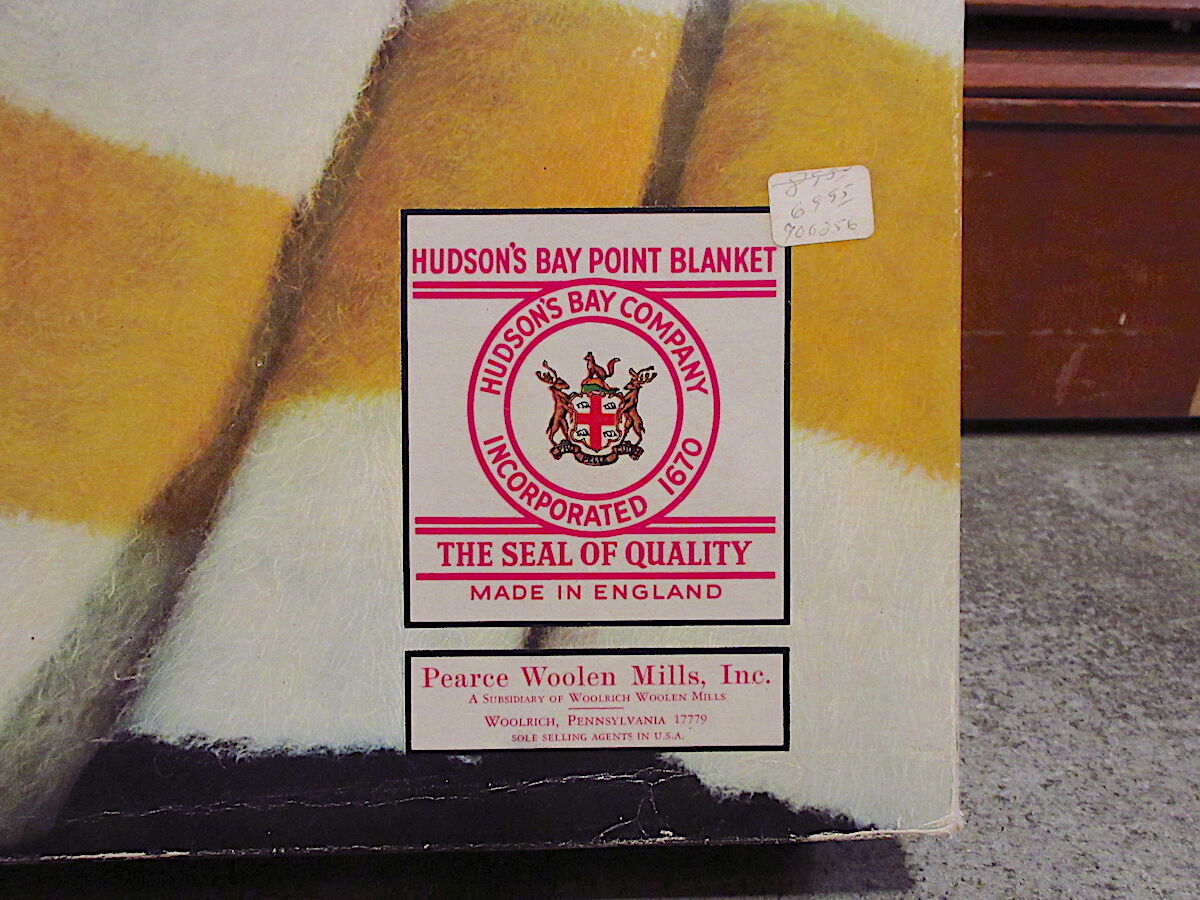 6995
906256
HUDSON'S BAY POINT BLANKET
HUDSON'S BAY COMPANY
INCORPORATED 1670
THE SEAL OF QUALITY
MADE IN ENGLAND
Pearce Woolen Mills, Inc.
A SUBSIDIARY OF WOOLRICH WOOLEN MILLS
WOOLRICH, PENNSYLVANIA 17779
SOLE SELLING AGENTS IN U.S.A.